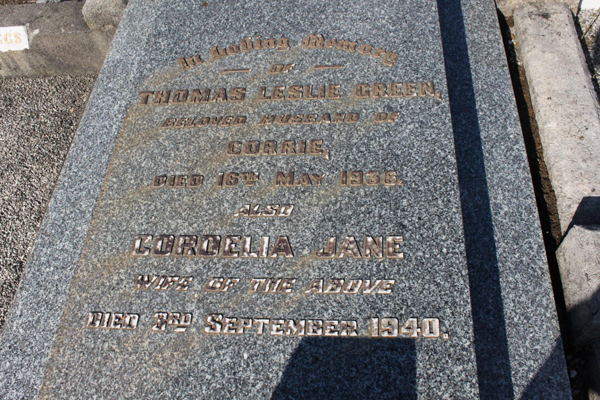 In Loving Memory
OF
THOMAS LESLIE GREEN,
BELOVED HUSBAND OF
CORRIE,
DIED 16TH MAY
ALSO
CORDELIA JANE
WIFE OF THE ABOVE
DIED 3RD SEPTEMBER 1940.